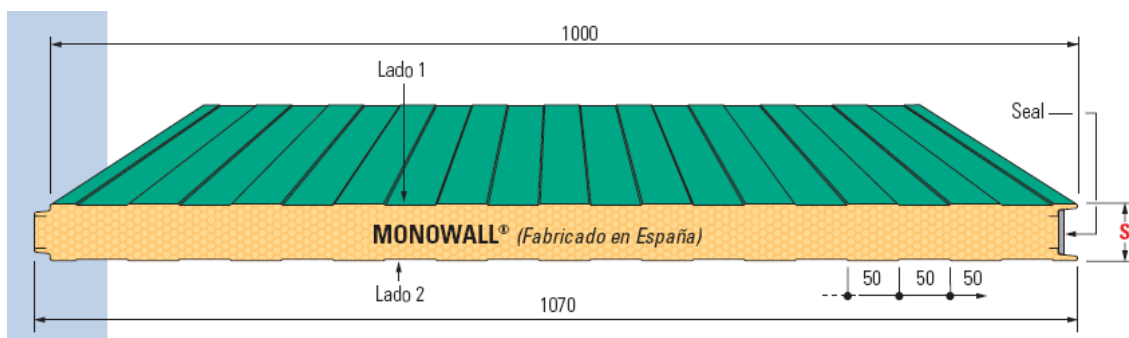 1000
Lado 1
Seal
MONOWALL® (Fabricado en España)
S
50 50 50
Lado 2
1070